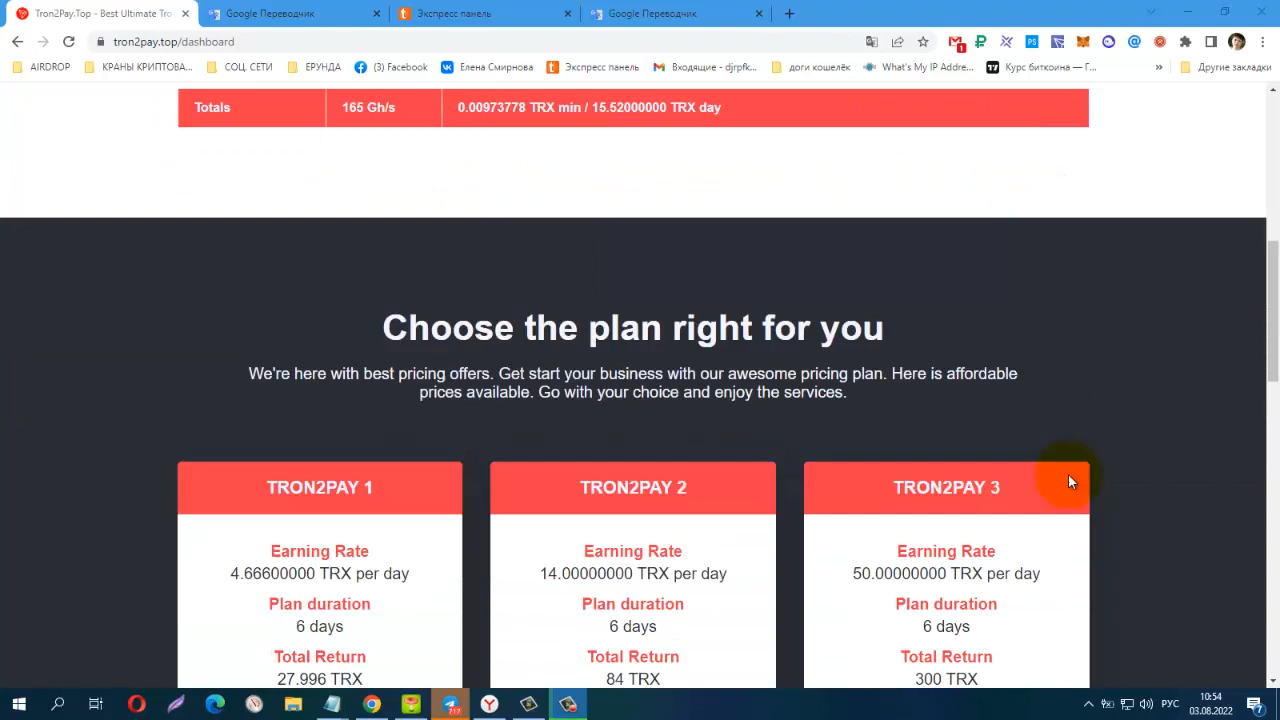 Tron2Pay.Top - Best Ultimate Tro
Google Переводчик
Экспресс панель
Google Переводчик
tron2pay.top/dashboard
1
AIRDROP
КРАНЫ КРИПТОВА...
СОЦ. СЕТИ
ЕРУНДА
(3) Facebook
Елена Смирнова
Экспресс панель
Входящие - djrpfk...
доги кошелёк
What's My IP Addre...
Курс биткоина — Г...
»
Другие закладки
Totals
165 Gh/s
0.00973778 TRX min / 15.52000000 TRX day
Choose the plan right for you
We're here with best pricing offers. Get start your business with our awesome pricing plan. Here is affordable
prices available. Go with your choice and enjoy the services.
TRON2PAY 1
Earning Rate
4.66600000 TRX per day
Plan duration
6 days
Total Return
27.996 TRX
TRON2PAY 2
Earning Rate
14.00000000 TRX per day
Plan duration
6 days
Total Return
84 TRX
TRON2PAY 3
Earning Rate
50.00000000 TRX per day
Plan duration
6 days
Total Return
300 TRX
717
РУС
10:54
03.08.2022
7